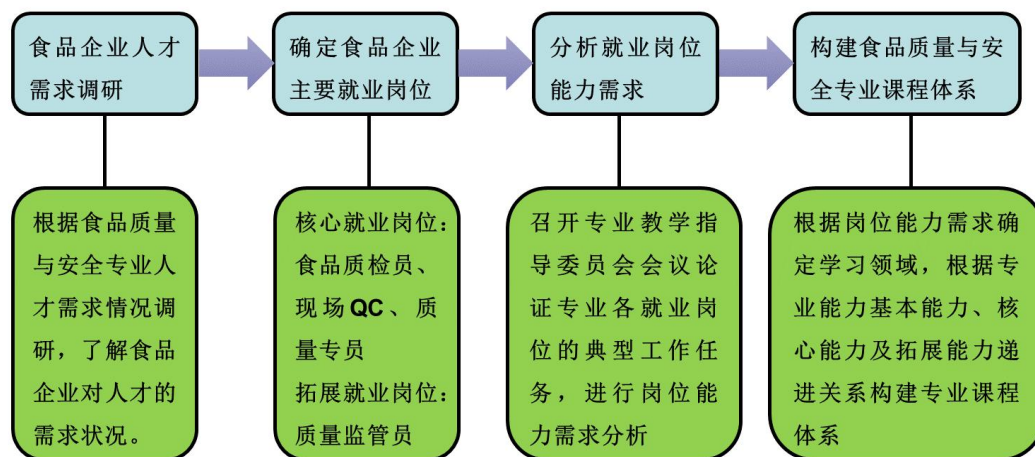 食品企业人才
需求调研
确定食品企业
主要就业岗位
分析就业岗位
能力需求
构建食品质量与安
全专业课程体系
根据食品质量
与安全专业人
才需求情况调
研，了解食品
企业对人才的
需求状况。
核心就业岗位：
食品质检员、
现场QC、质
量专员
拓展就业岗位：
质量监管员
召开专业教学指
导委员会会议论
证专业各就业岗
位的典型工作任
务，进行岗位能
力需求分析
根据岗位能力需求确
定学习领域，根据专
业能力基本能力、核
心能力及拓展能力递
进关系构建专业课程
体系